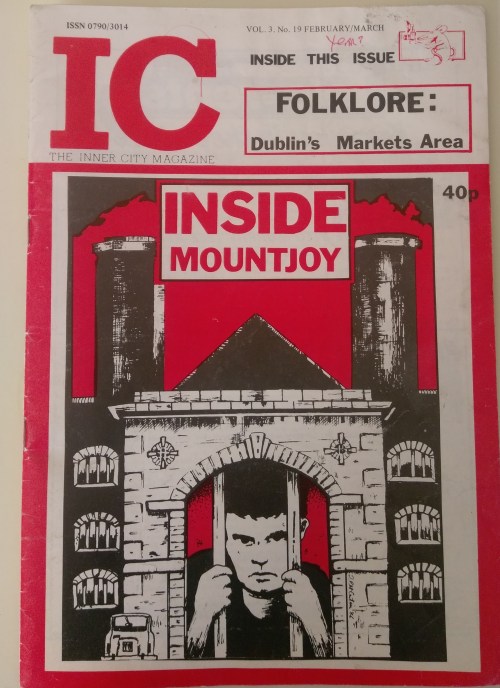 ISSN 0790/3014
VOL. 3. No. 19 FEBRUARY/MARCH
Year?
IC
THE INNER CITY MAGAZINE
INSIDE THIS ISSUE
FOLKLORE:
Dublin's Markets Area
40p
INSIDE
MOUNTJOY